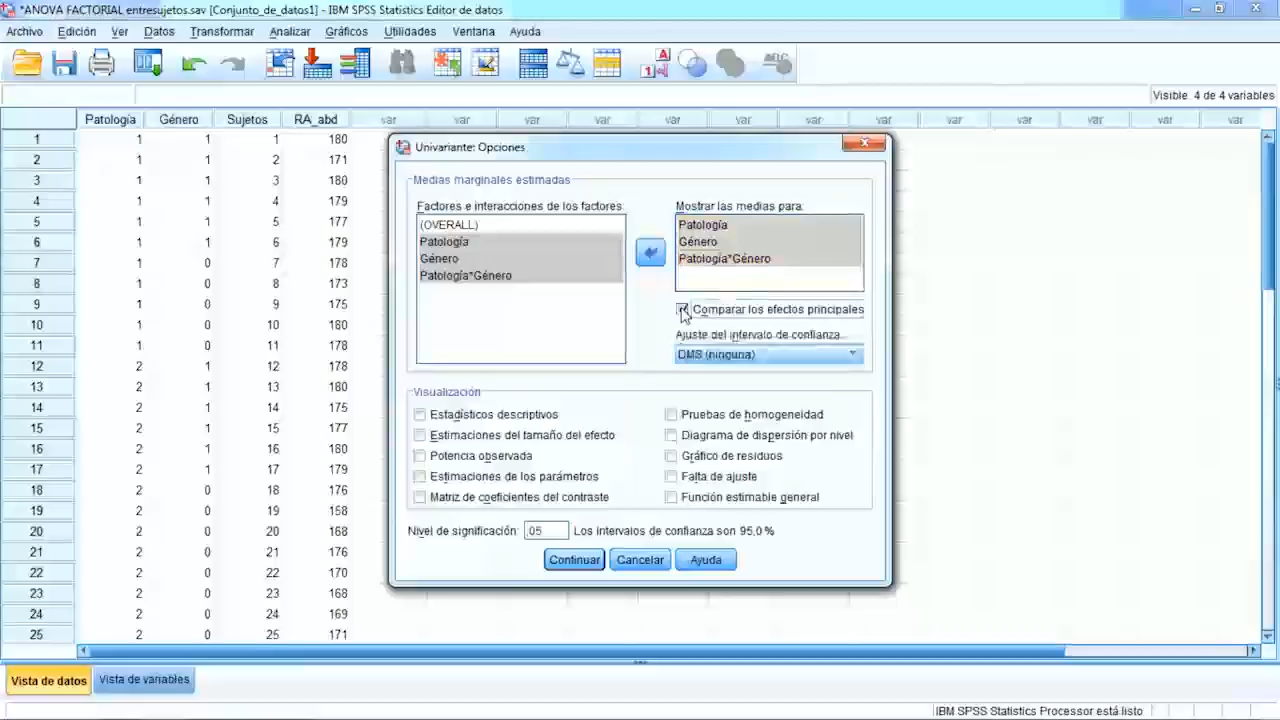 *ANOVA FACTORIAL entresujetos.sav [Conjunto_de_datos1] - IBM SPSS Statistics Editor de datos
Archivo Edición Ver Datos Transformar Analizar Gráficos Utilidades Ventana Ayuda
Visible: 4 de 4 variables
Patología Género Sujetos RA_abd var var var var var var var var var var var var var
1 1 1 1 180
2 1 1 2 171
3 1 1 3 180
4 1 1 4 179
5 1 1 5 177
6 1 1 6 179
7 1 0 7 178
8 1 0 8 173
9 1 0 9 175
10 1 0 10 180
11 1 0 11 178
12 2 1 12 178
13 2 1 13 180
14 2 1 14 175
15 2 1 15 177
16 2 1 16 180
17 2 1 17 179
18 2 0 18 176
19 2 0 19 158
20 2 0 20 168
21 2 0 21 176
22 2 0 22 170
23 2 0 23 168
24 2 0 24 169
25 2 0 25 171
Univariante: Opciones
Medias marginales estimadas
Factores e interacciones de los factores:
(OVERALL)
Patología
Género
Patología*Género
Mostrar las medias para:
Patología
Género
Patología*Género
Comparar los efectos principales
Ajuste del intervalo de confianza:
DMS (ninguna)
Visualización
Estadísticos descriptivos
Estimaciones del tamaño del efecto
Potencia observada
Estimaciones de los parámetros
Matriz de coeficientes del contraste
Pruebas de homogeneidad
Diagrama de dispersión por nivel
Gráfico de residuos
Falta de ajuste
Función estimable general
Nivel de significación: ,05 Los intervalos de confianza son 95,0 %
Continuar Cancelar Ayuda
Vista de datos Vista de variables
IBM SPSS Statistics Processor está listo